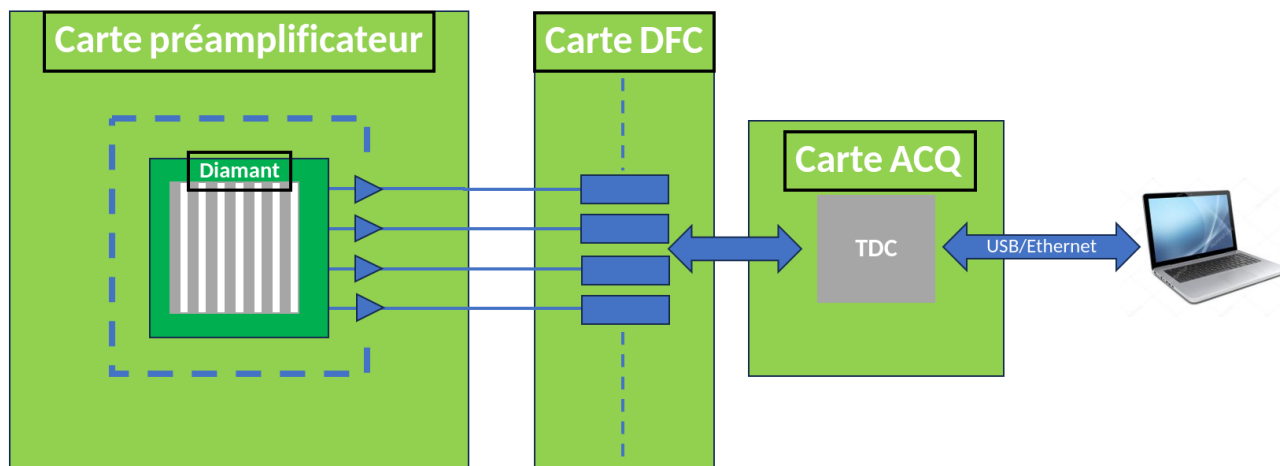 Carte préamplificateur
Carte DFC
Carte ACQ
Diamant
TDC
USB/Ethernet